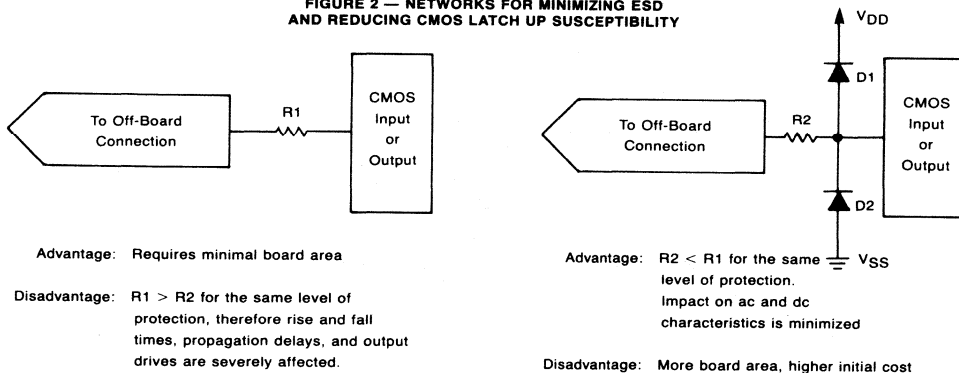 FIGURE 2 — NETWORKS FOR MINIMIZING ESD
AND REDUCING CMOS LATCH UP SUSCEPTIBILITY
To Off-Board
Connection
R1
CMOS
Input
or
Output
Advantage: Requires minimal board area
Disadvantage: R1 > R2 for the same level of
protection, therefore rise and fall
times, propagation delays, and output
drives are severely affected.
VDD
D1
To Off-Board
Connection
R2
CMOS
Input
or
Output
D2
VSS
Advantage: R2 < R1 for the same
level of protection.
Impact on ac and dc
characteristics is minimized
Disadvantage: More board area, higher initial cost